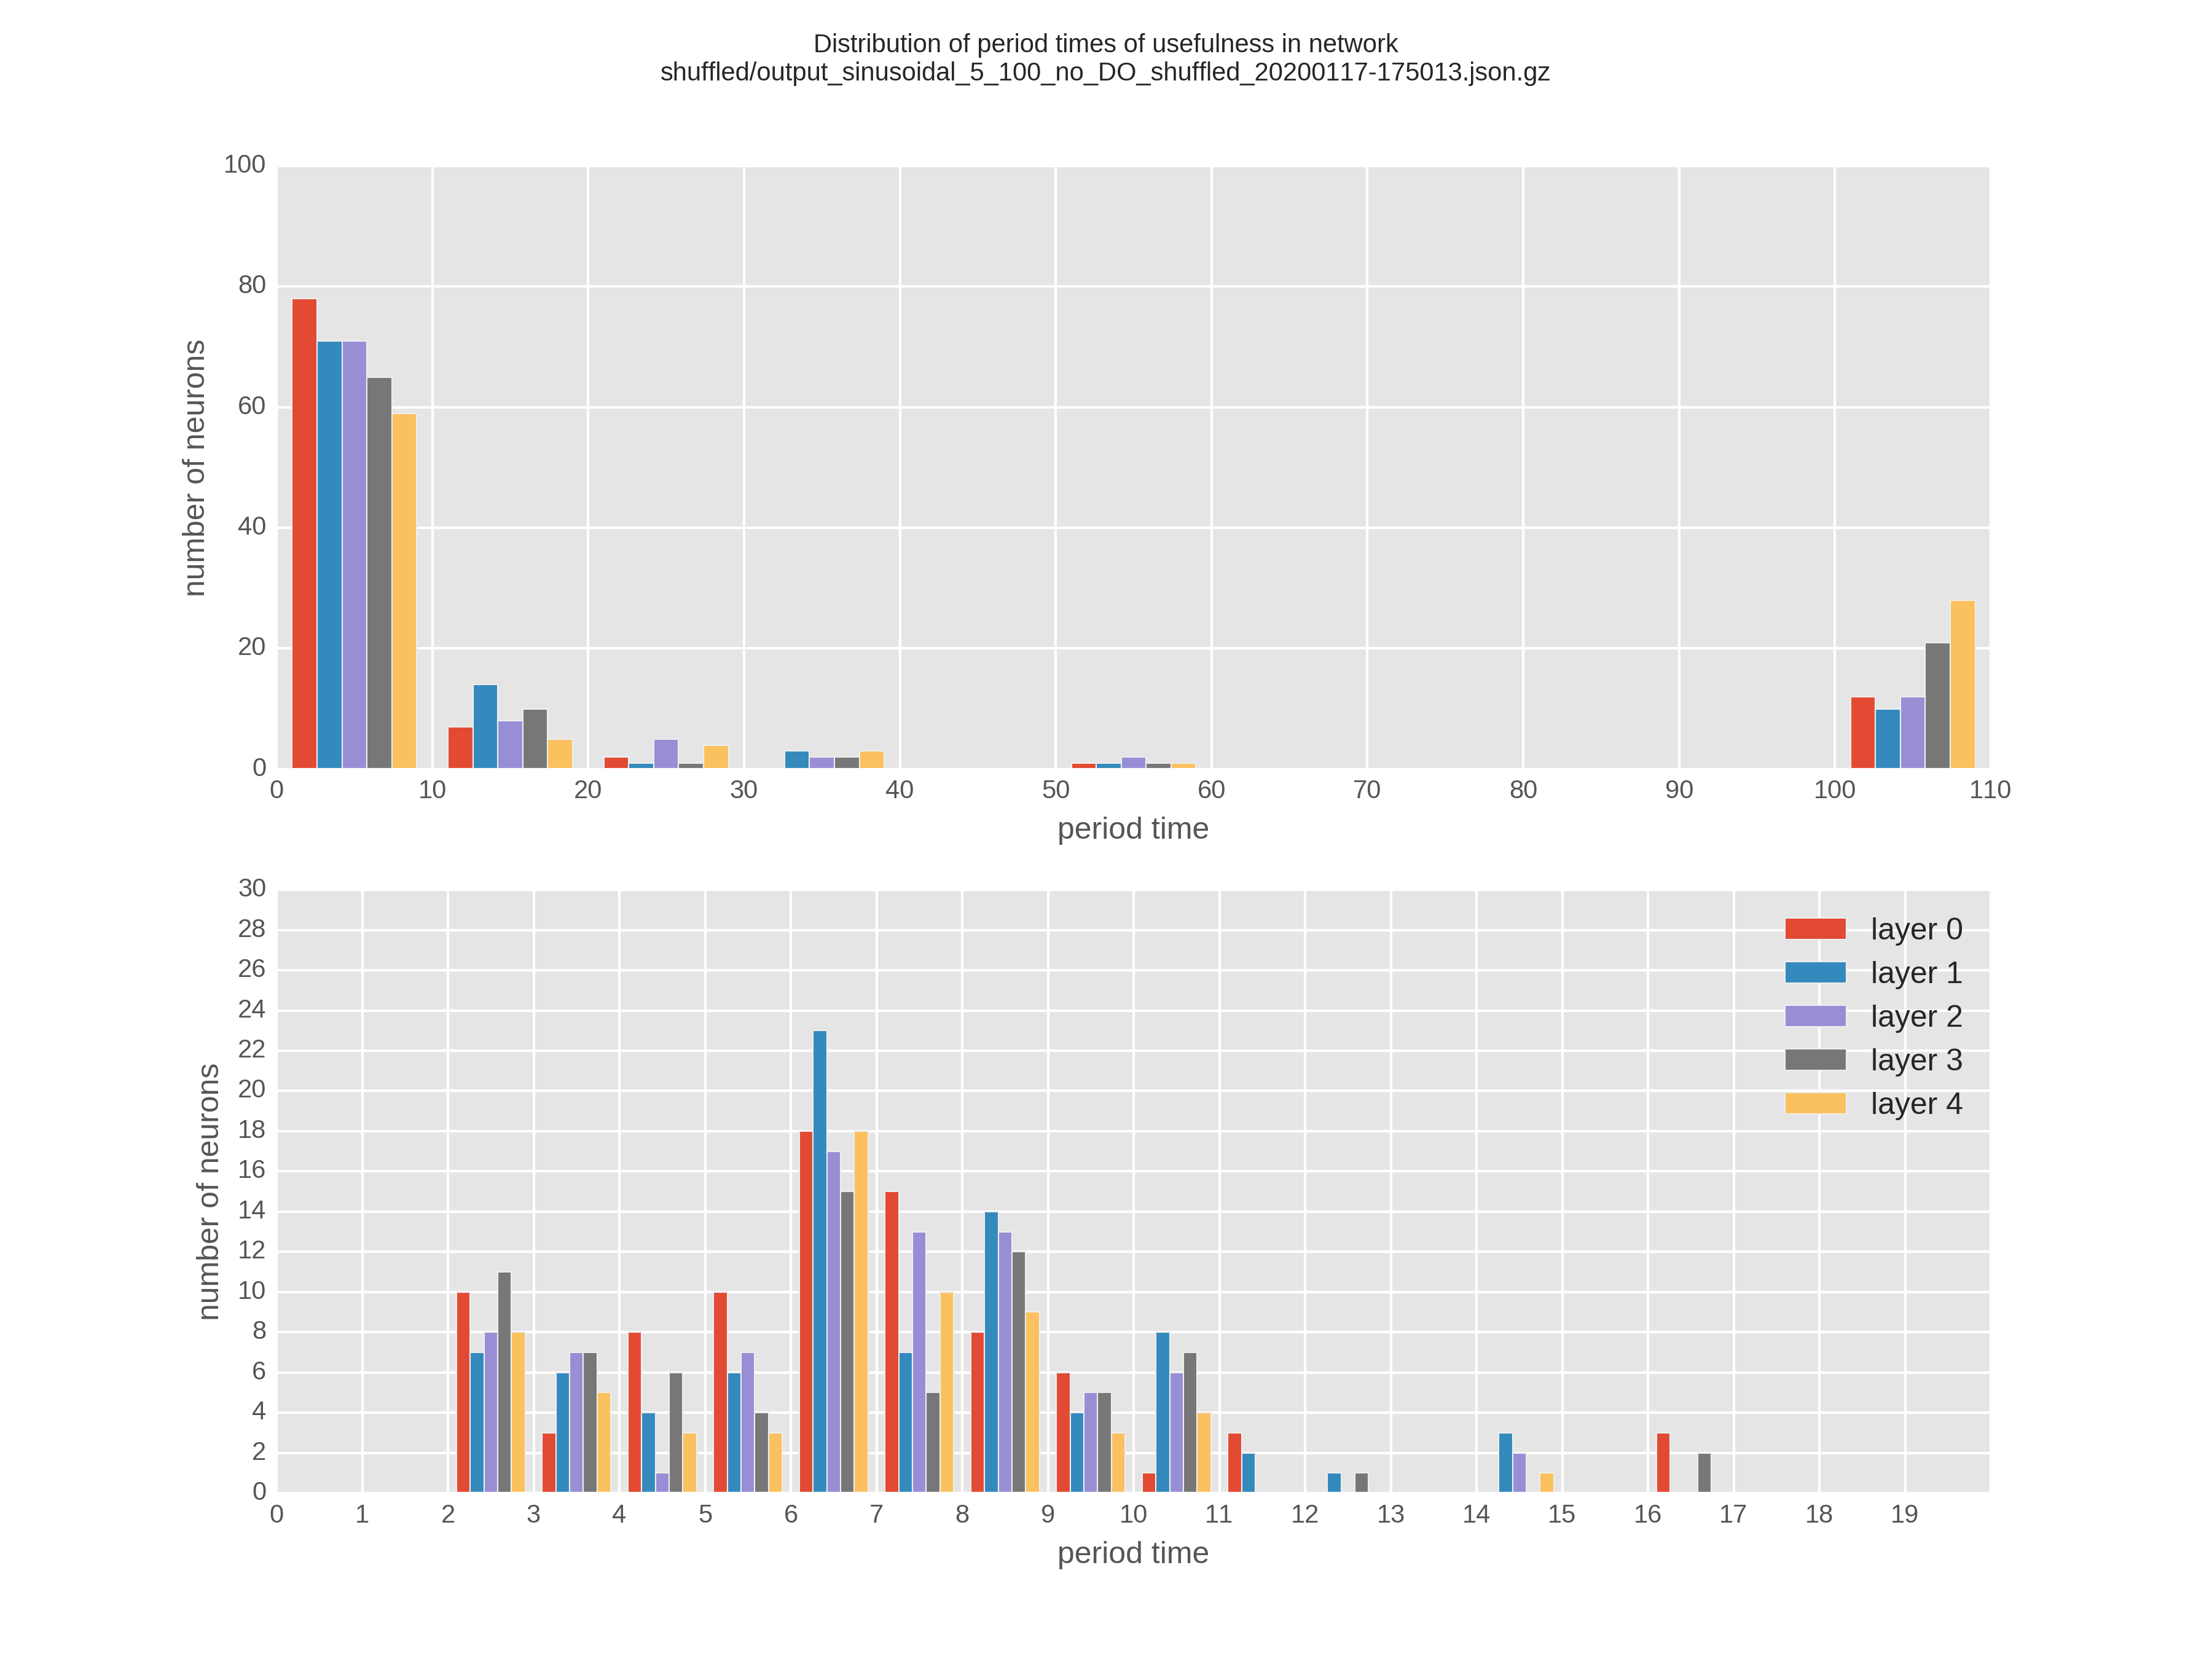 Distribution of period times of usefulness in network
shuffled/output_sinusoidal_5_100_no_DO_shuffled_20200117-175013.json.gz
100
80
60
40
20
0
number of neurons
0 10 20 30 40 50 60 70 80 90 100 110
period time
30
28
26
24
22
20
18
16
14
12
10
8
6
4
2
0
number of neurons
layer 0
layer 1
layer 2
layer 3
layer 4
0 1 2 3 4 5 6 7 8 9 10 11 12 13 14 15 16 17 18 19
period time